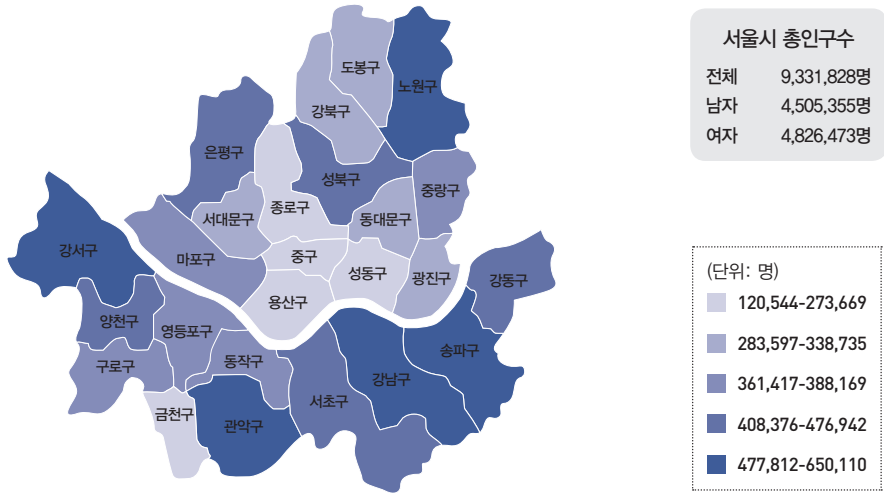 도봉구
노원구
강북구
은평구
성북구
중랑구
종로구
서대문구
동대문구
강서구
마포구
중구
성동구
광진구
강동구
용산구
양천구
영등포구
송파구
동작구
구로구
강남구
서초구
금천구
관악구
서울시 총인구수
전체 9,331,828명
남자 4,505,355명
여자 4,826,473명
(단위: 명)
120,544-273,669
283,597-338,735
361,417-388,169
408,376-476,942
477,812-650,110